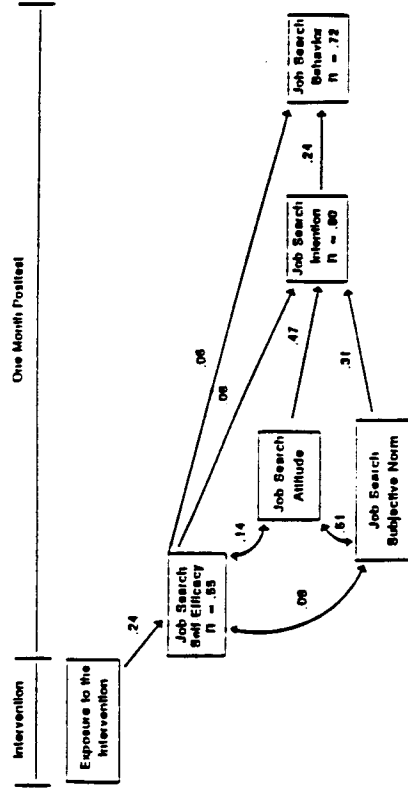 Intervention
One Month Posttest
Exposure to the
Intervention
.24
Job Search
Self Efficacy
n = .55
.14
.08
.51
Job Search
Attitude
Job Search
Subjective Norm
.06
.06
.47
.31
Job Search
Intention
n = .80
.24
Job Search
Behavior
n = .72